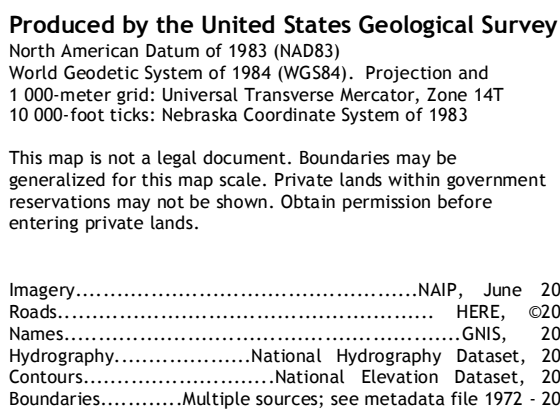 Produced by the United States Geological Survey
North American Datum of 1983 (NAD83)
World Geodetic System of 1984 (WGS84). Projection and
1 000-meter grid: Universal Transverse Mercator, Zone 14T
10 000-foot ticks: Nebraska Coordinate System of 1983
This map is not a legal document. Boundaries may be
generalized for this map scale. Private lands within government
reservations may not be shown. Obtain permission before
entering private lands.
Imagery..................................................NAIP, June 20
Roads....................................................... HERE, ©20
Names..........................................................GNIS, 20
Hydrography....................National Hydrography Dataset, 20
Contours............................National Elevation Dataset, 20
Boundaries............Multiple sources; see metadata file 1972 - 20